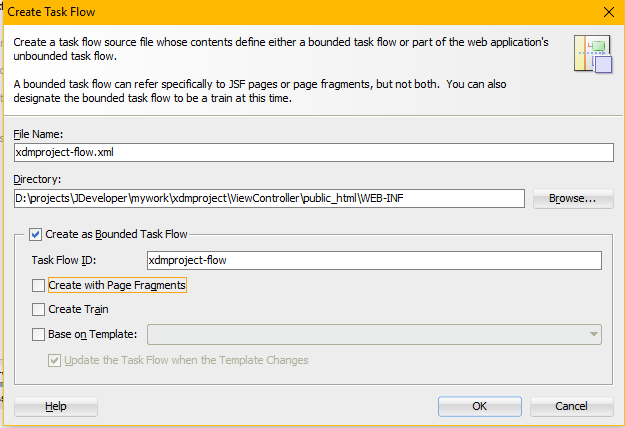 Create Task Flow
Create a task flow source file whose contents define either a bounded task flow or part of the web application's
unbounded task flow.
A bounded task flow can refer specifically to JSF pages or page fragments, but not both. You can also
designate the bounded task flow to be a train at this time.
File Name:
xdmproject-flow.xml
Directory:
D:\projects\JDeveloper\mywork\xdmproject\ViewController\public_html\WEB-INF
Browse...
Create as Bounded Task Flow
Task Flow ID:
xdmproject-flow
Create with Page Fragments
Create Train
Base on Template:
Update the Task Flow when the Template Changes
Help
OK
Cancel